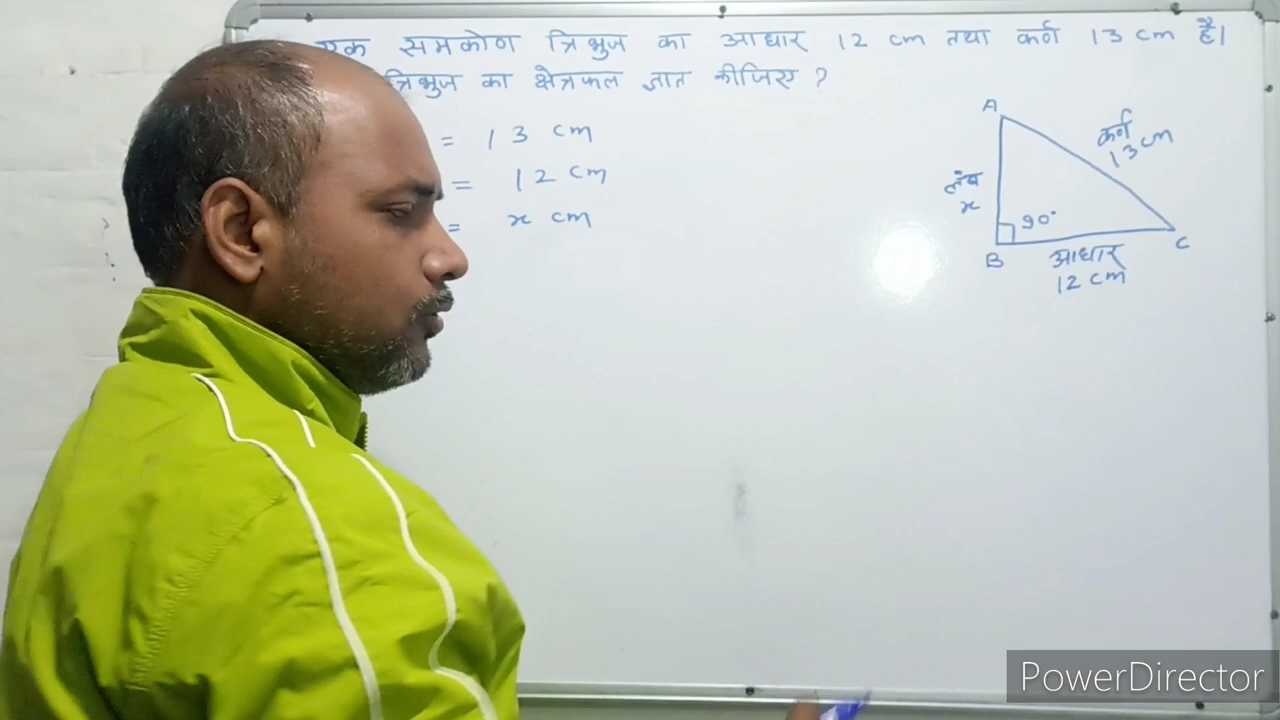 एक समकोण त्रिभुज का आधार 12 cm तथा कर्ण 13 cm है।
त्रिभुज का क्षेत्रफल ज्ञात कीजिए ?
= 13 cm
= 12 cm
= x cm
A
कर्ण
13 cm
लंब
x
90°
B
C
आधार
12 cm
PowerDirector